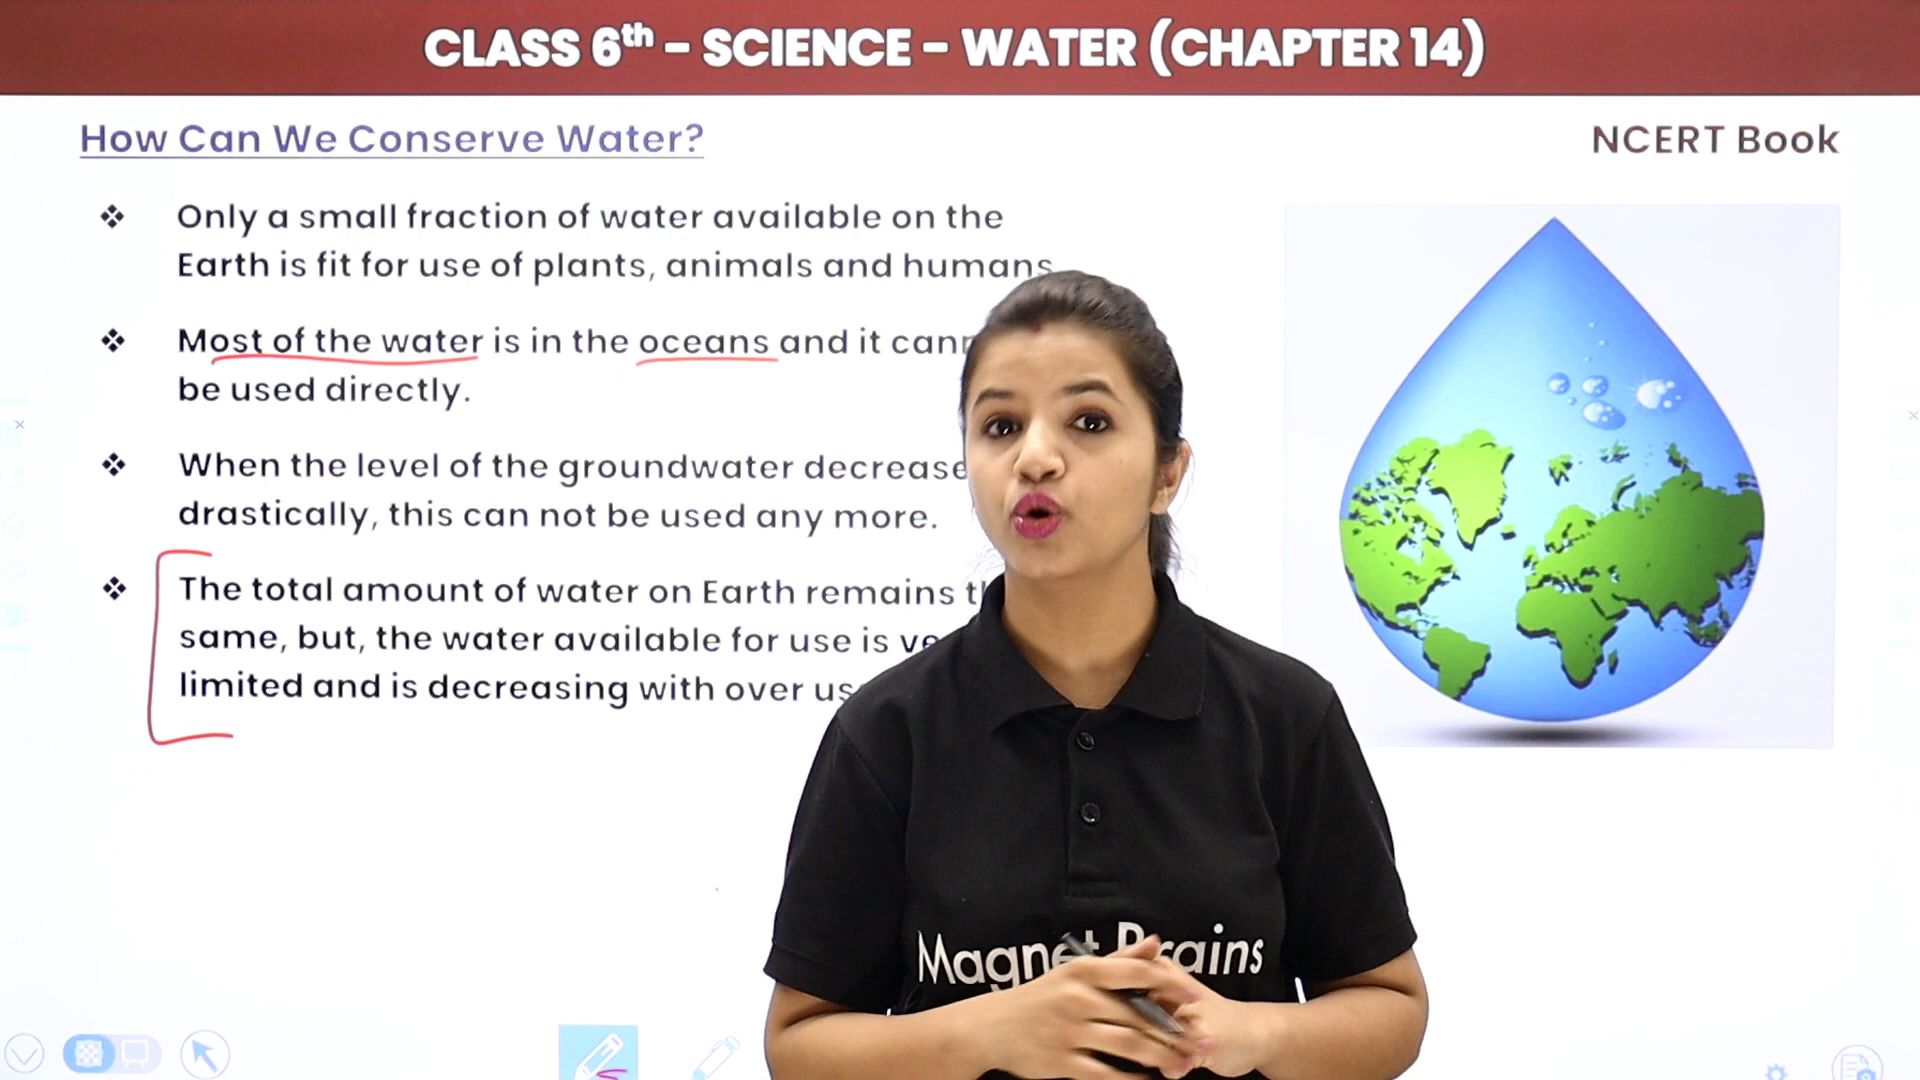 CLASS 6th – SCIENCE – WATER (CHAPTER 14)
How Can We Conserve Water?
NCERT Book
Only a small fraction of water available on the
Earth is fit for use of plants, animals and humans
Most of the water is in the oceans and it
be used directly.
When the level of the groundwater
drastically, this can not be used any more.
The total amount of water on Earth remains
same, but, the water available for use is
limited and is decreasing with over
Magnet Brains